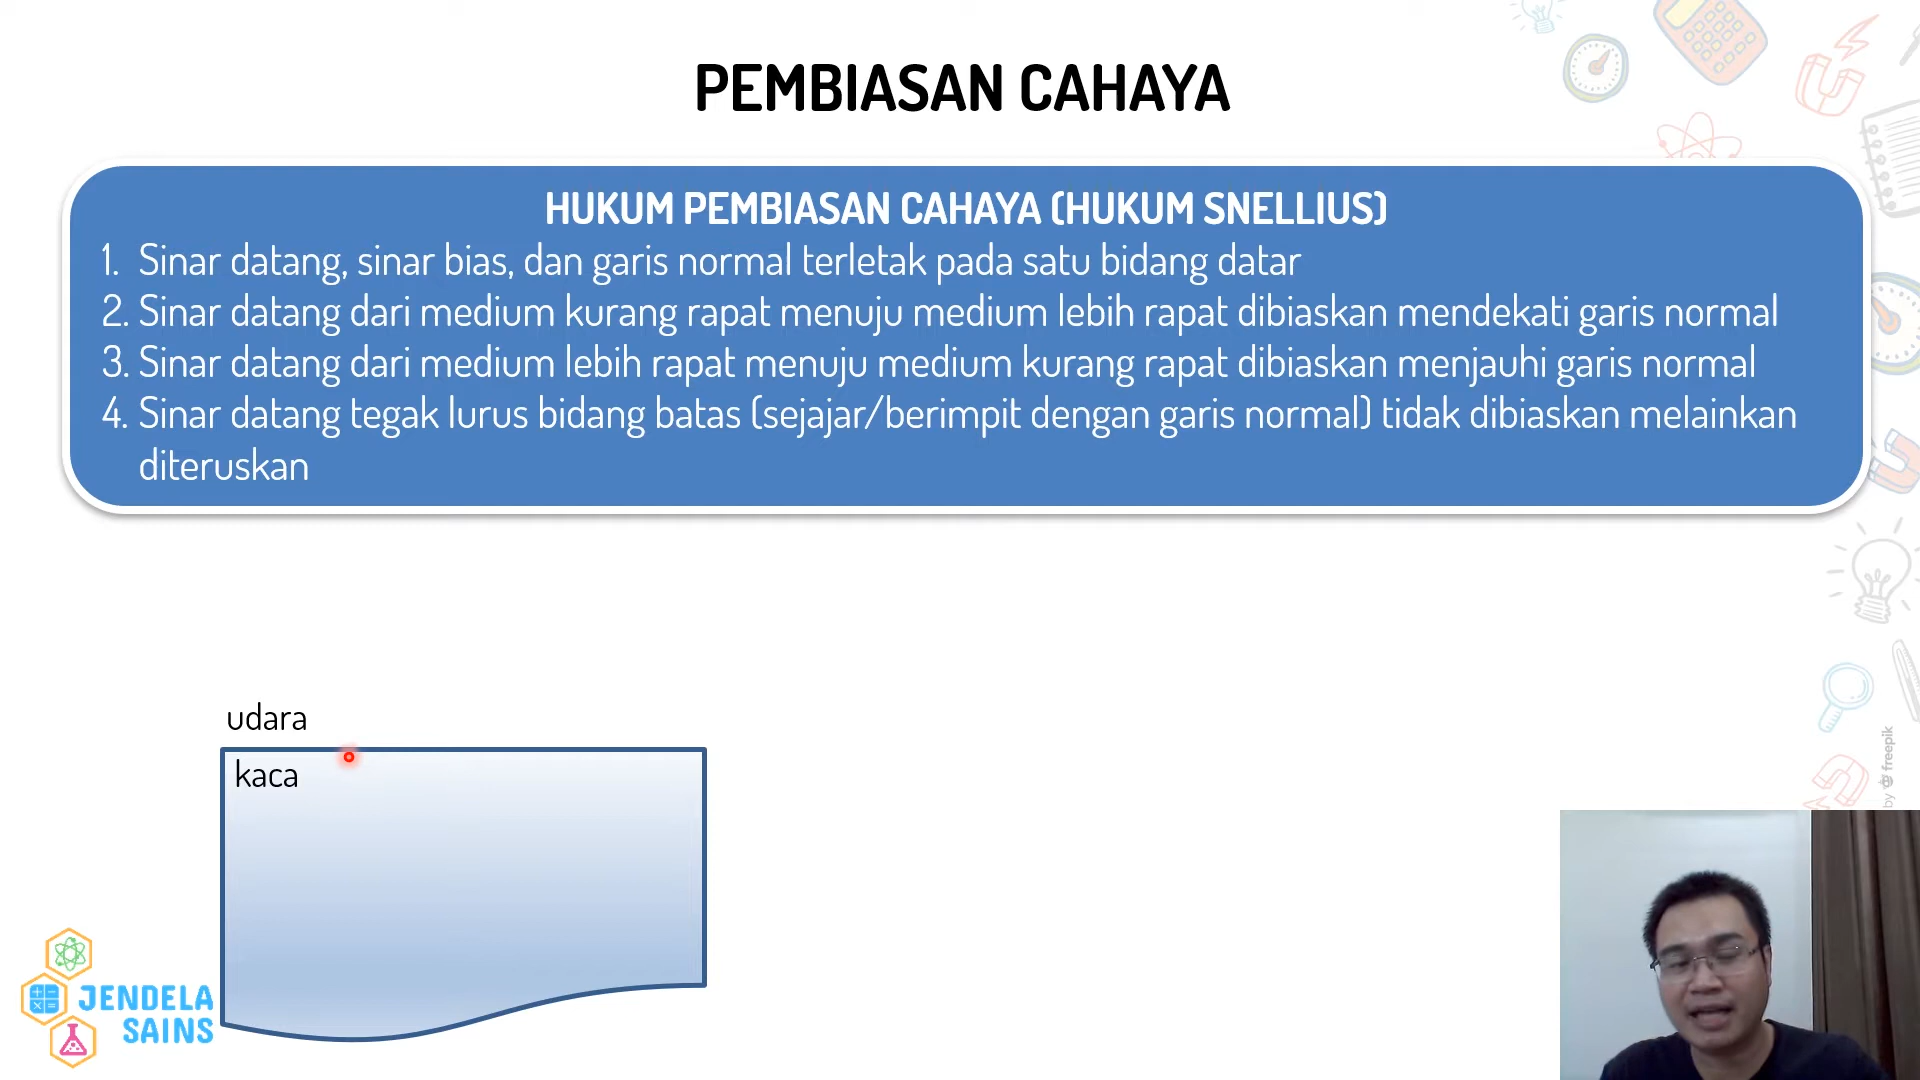 PEMBIASAN CAHAYA
HUKUM PEMBIASAN CAHAYA (HUKUM SNELLIUS)
1. Sinar datang, sinar bias, dan garis normal terletak pada satu bidang datar
2. Sinar datang dari medium kurang rapat menuju medium lebih rapat dibiaskan mendekati garis normal
3. Sinar datang dari medium lebih rapat menuju medium kurang rapat dibiaskan menjauhi garis normal
4. Sinar datang tegak lurus bidang batas (sejajar/berimpit dengan garis normal) tidak dibiaskan melainkan
diteruskan
udara
kaca
JENDELA
SAINS
by freepik